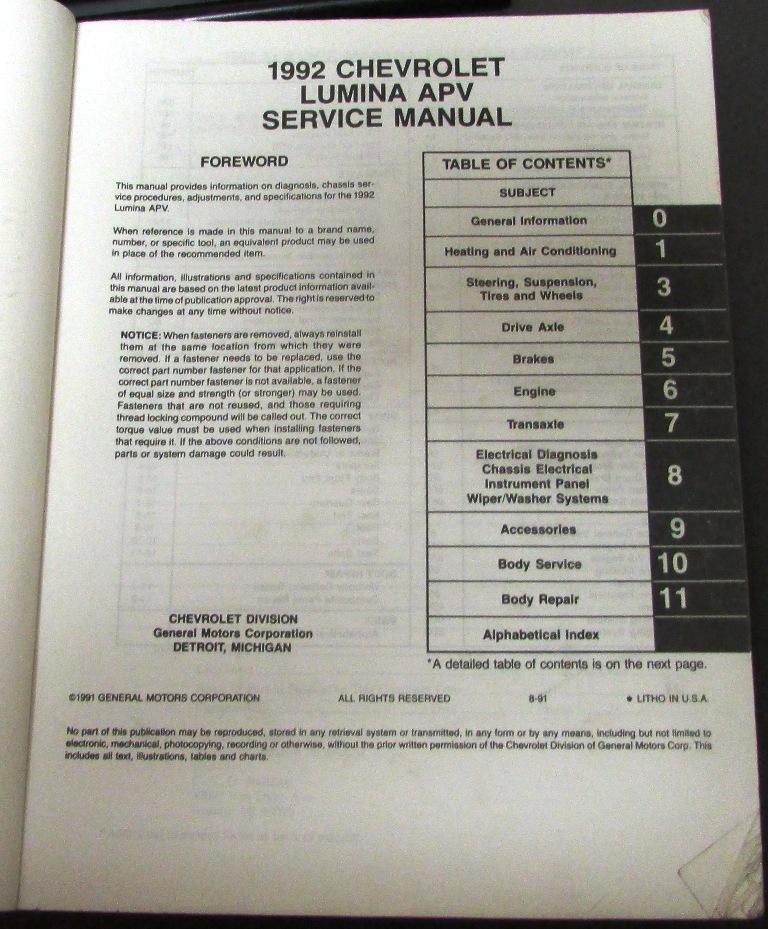 1992 CHEVROLET
LUMINA APV
SERVICE MANUAL
FOREWORD
This manual provides information on diagnosis, chassis ser-
vice procedures, adjustments, and specifications for the 1992
Lumina APV.
When reference is made in this manual to a brand name,
number, or specific tool, an equivalent product may be used
in place of the recommended item.
All information, illustrations and specifications contained in
this manual are based on the latest product information avail-
able at the time of publication approval. The right is reserved to
make changes at any time without notice.
NOTICE: When fasteners are removed, always reinstall
them at the same location from which they were
removed. If a fastener needs to be replaced, use the
correct part number fastener for that application. If the
correct part number fastener is not available, a fastener
of equal size and strength (or stronger) may be used.
Fasteners that are not reused, and those requiring
thread locking compound will be called out. The correct
torque value must be used when installing fasteners
that require it. If the above conditions are not followed,
parts or system damage could result.
CHEVROLET DIVISION
General Motors Corporation
DETROIT, MICHIGAN
TABLE OF CONTENTS*
SUBJECT
General Information 0
Heating and Air Conditioning 1
Steering, Suspension,
Tires and Wheels 3
Drive Axle 4
Brakes 5
Engine 6
Transaxle 7
Electrical Diagnosis
Chassis Electrical
Instrument Panel
Wiper/Washer Systems 8
Accessories 9
Body Service 10
Body Repair 11
Alphabetical Index
*A detailed table of contents is on the next page.
©1991 GENERAL MOTORS CORPORATION ALL RIGHTS RESERVED 8-91 • LITHO IN U.S.A.
No part of this publication may be reproduced, stored in any retrieval system or transmitted, in any form or by any means, including but not limited to
electronic, mechanical, photocopying, recording or otherwise, without the prior written permission of the Chevrolet Division of General Motors Corp. This
includes all text, illustrations, tables and charts.